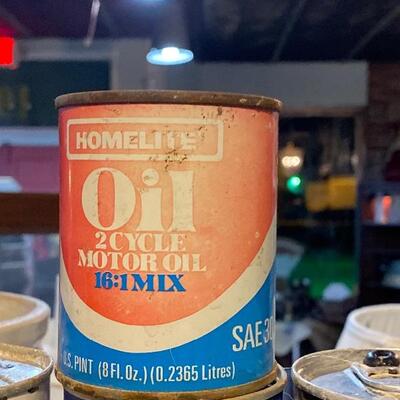 HOMELITE
Oil
2 CYCLE
MOTOR OIL
16:1 MIX
SAE 30
U.S. PINT (8 Fl. Oz.) (0.2365 Litres)